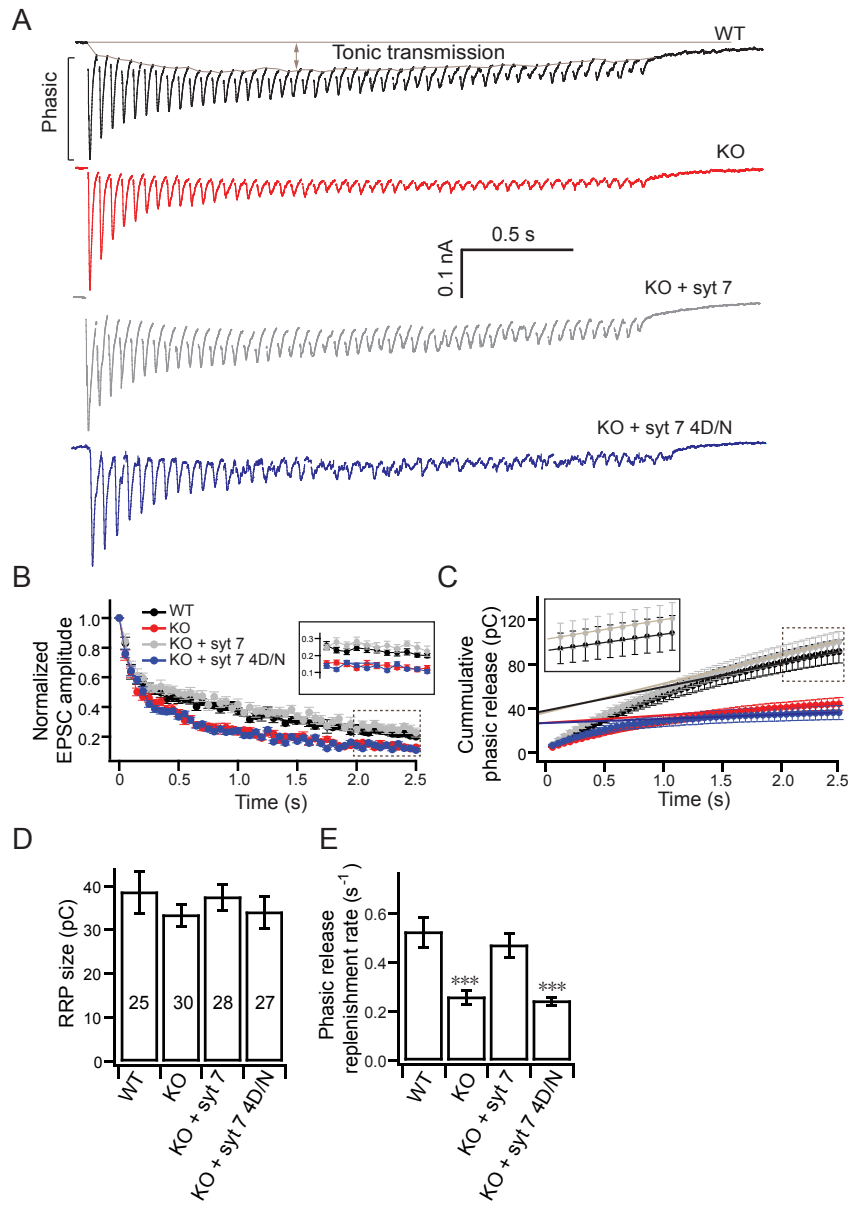 A
WT
Tonic transmission
Phasic
KO
0.5 s
0.1 nA
KO + syt 7
KO + syt 7 4D/N
B
WT
KO
KO + syt 7
KO + syt 7 4D/N
Normalized
EPSC amplitude
1.0
0.8
0.6
0.4
0.2
0.3
0.1
0
0.5
1.0
1.5
2.0
2.5
Time (s)
C
Cummulative
phasic release (pC)
120
80
40
0
0
0.5
1.0
1.5
2.0
2.5
Time (s)
D
RRP size (pC)
40
30
20
10
0
25
30
28
27
WT
KO
KO + syt 7
KO + syt 7 4D/N
E
Phasic release
replenishment rate (s⁻¹)
0.6
0.4
0.2
0.0
***
***
WT
KO
KO + syt 7
KO + syt 7 4D/N